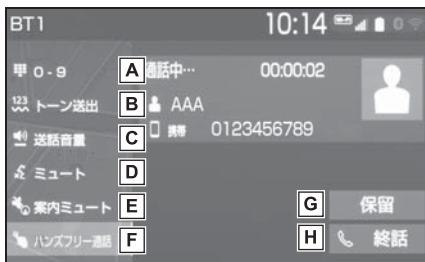 BT1 10:14
0-9
A 通話中… 00:00:02
トーン送出 B AAA
送話音量 C 携帯 0123456789
ミュート D
案内ミュート E G 保留
ハンズフリー通話 F H 終話